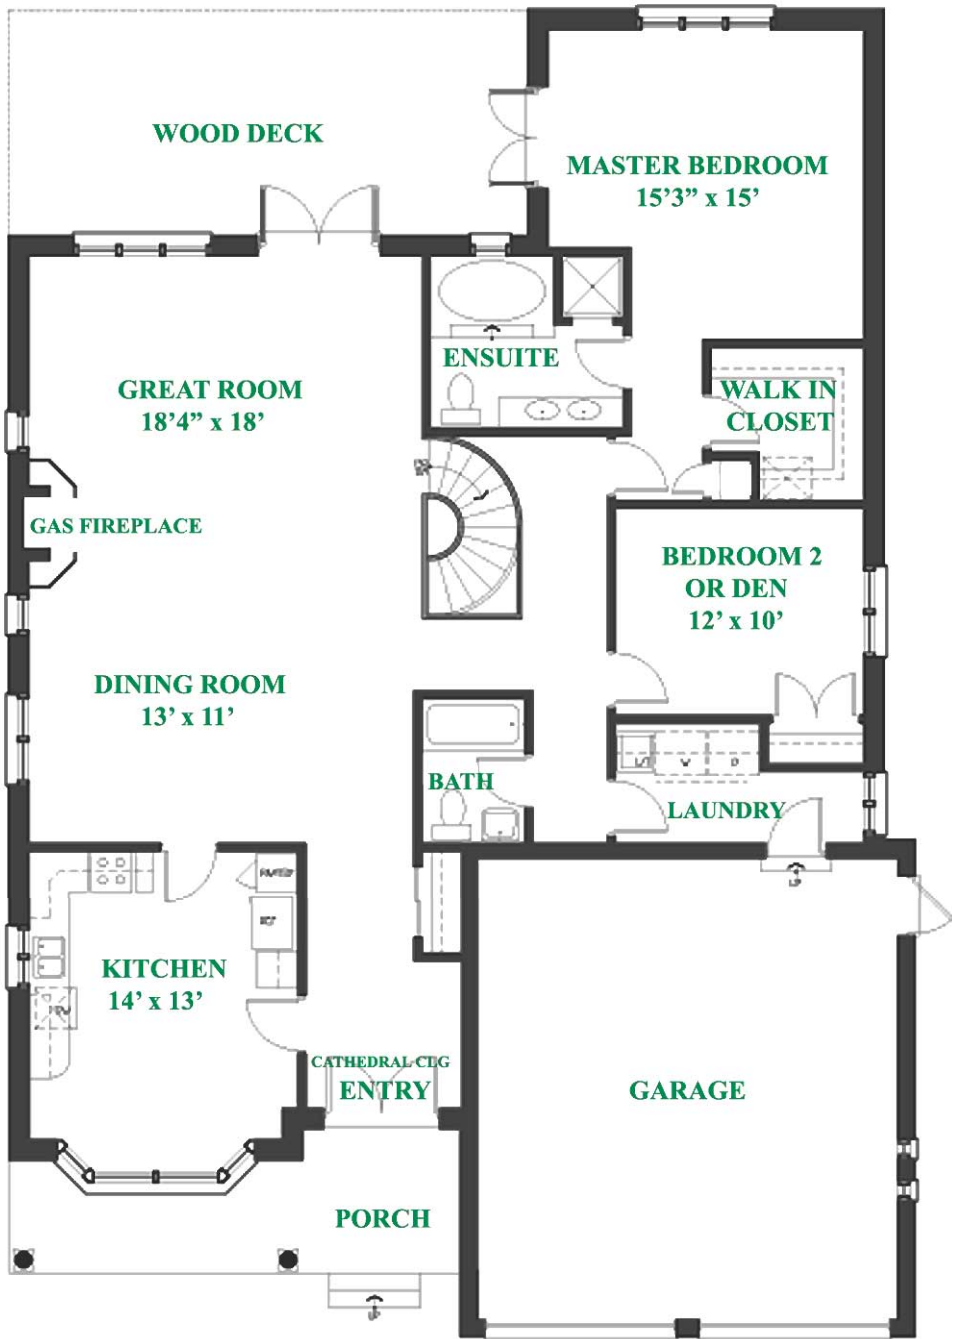 WOOD DECK
MASTER BEDROOM
15'3” x 15’
GREAT ROOM
18’4” x 18’
ENSUITE
WALK IN
CLOSET
GAS FIREPLACE
BEDROOM 2
OR DEN
12’ x 10’
DINING ROOM
13’ x 11’
BATH
LAUNDRY
KITCHEN
14’ x 13’
CATHEDRAL CLG
ENTRY
GARAGE
PORCH